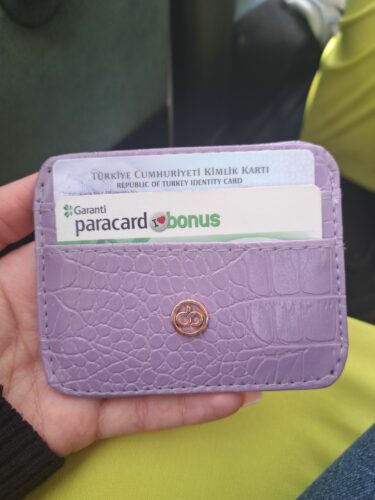 TÜRKİYE CUMHURİYETİ KİMLİK KARTI
REPUBLIC OF TURKEY IDENTITY CARD
Garanti
paracard bonus